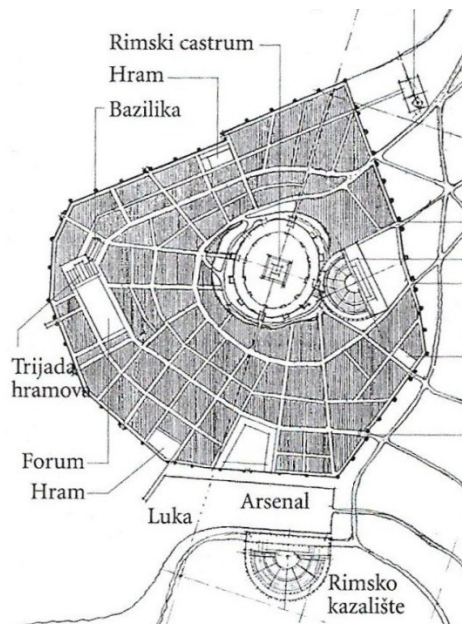 Rimski castrum
Hram
Bazilika
Trijada
hramova
Forum
Hram
Luka
Arsenal
Rimsko
kazalište